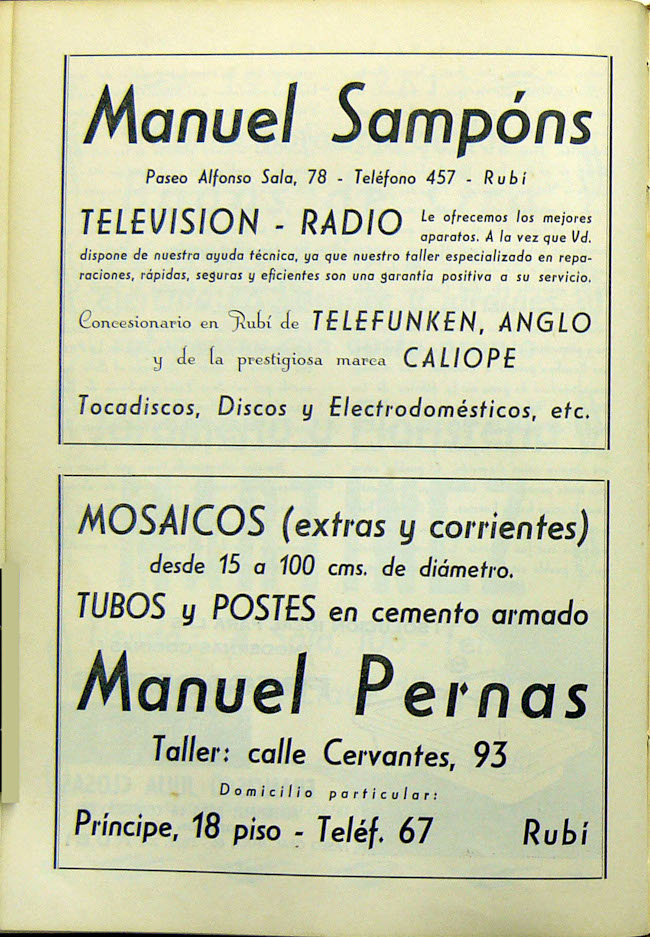 Manuel Sampóns
Paseo Alfonso Sala, 78 - Teléfono 457 - Rubí
TELEVISION - RADIO Le ofrecemos los mejores
aparatos. A la vez que Vd.
dispone de nuestra ayuda técnica, ya que nuestro taller especializado en repa-
raciones, rápidas, seguras y eficientes son una garantía positiva a su servicio.
Concesionario en Rubí de TELEFUNKEN, ANGLO
y de la prestigiosa marca CALIOPE
Tocadiscos, Discos y Electrodomésticos, etc.
MOSAICOS (extras y corrientes)
desde 15 a 100 cms. de diámetro.
TUBOS y POSTES en cemento armado
Manuel Pernas
Taller: calle Cervantes, 93
Domicilio particular:
Príncipe, 18 piso - Teléf. 67 Rubí